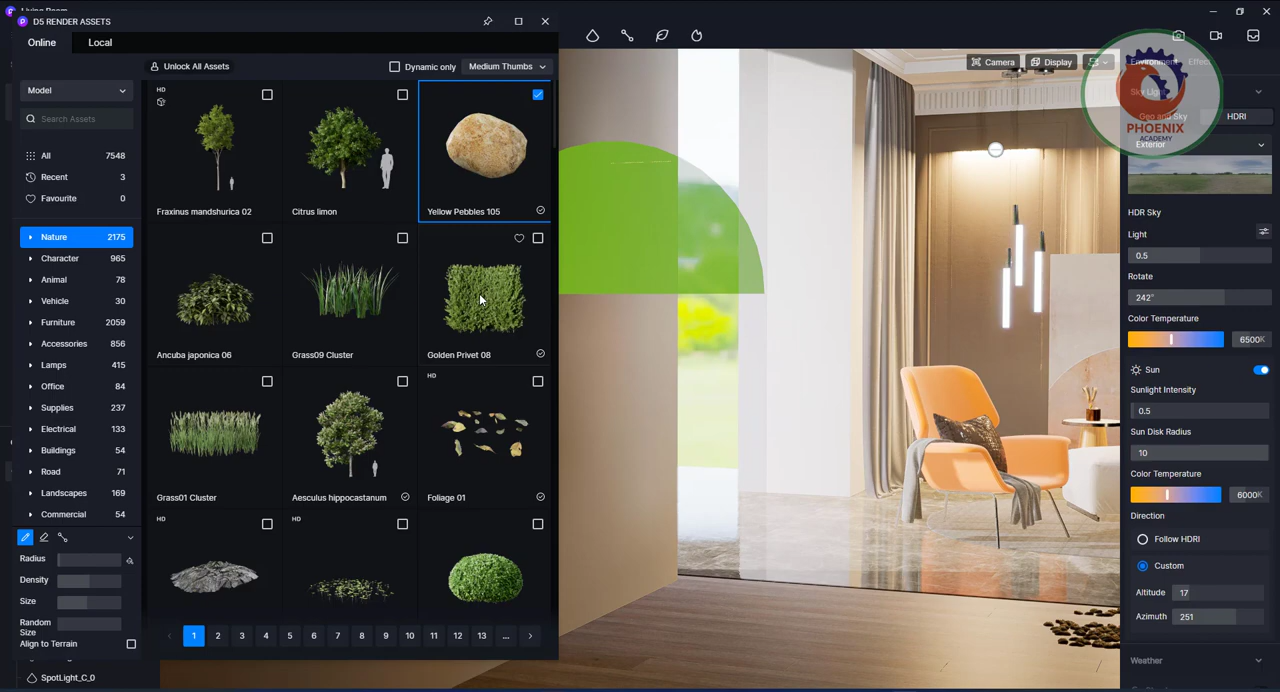 Living Room
D5 RENDER ASSETS
Online
Local
Unlock All Assets
Dynamic only
Medium Thumbs
Model
Search Assets
All 7548
Recent 3
Favourite 0
Nature 2175
Character 965
Animal 78
Vehicle 30
Furniture 2059
Accessories 856
Lamps 415
Office 84
Supplies 237
Electrical 133
Buildings 50
Road 71
Landscapes 169
Commercial 54
Radius
Density
Size
Random
Size
Align to Terrain
HD
Fraxinus mandshurica 02
Citrus limon
Yellow Pebbles 105
Ancuba japonica 06
Grass09 Cluster
Golden Privet 08
HD
Grass01 Cluster
Aesculus hippocastanum
Foliage 01
HD
HD
1 2 3 4 5 6 7 8 9 10 11 12 13 ...
SpotLight_C_0
Camera
Display
Environment Effect
Sky Light
PHOENIX
ACADEMY
Geo and Sky
HDRI
Exterior
HDR Sky
Light
0.5
Rotate
242°
Color Temperature
6500K
Sun
Sunlight Intensity
0.5
Sun Disk Radius
10
Color Temperature
6000K
Direction
Follow HDRI
Custom
Altitude 17
Azimuth 251
Weather